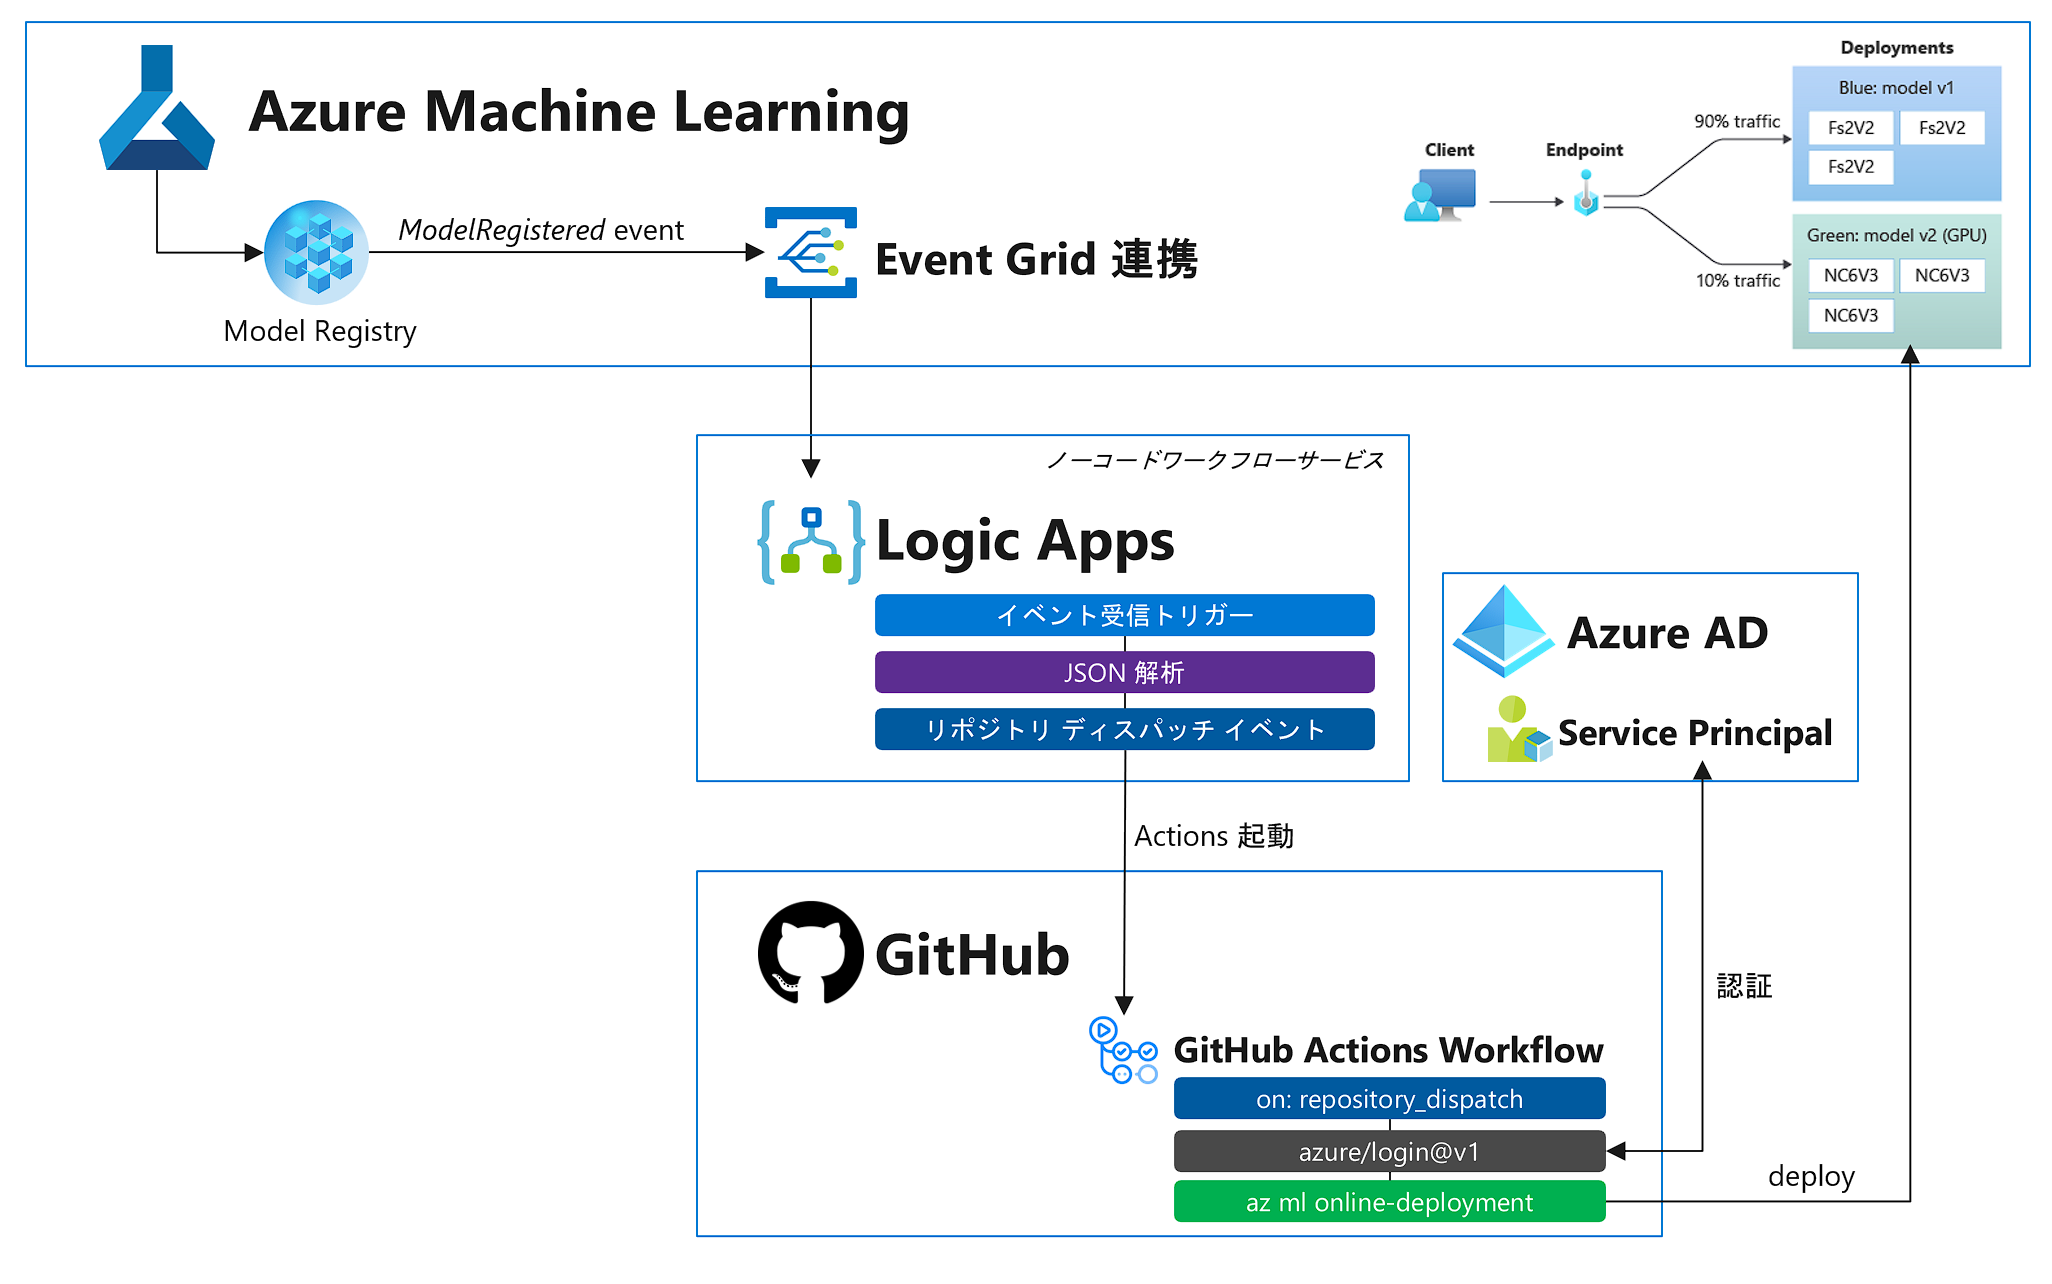 Azure Machine Learning
Model Registry
ModelRegistered event
Event Grid 連携
Client
Endpoint
90% traffic
10% traffic
Deployments
Blue: model v1
Fs2V2 Fs2V2
Fs2V2
Green: model v2 (GPU)
NC6V3 NC6V3
NC6V3
ノーコードワークフローサービス
Logic Apps
イベント受信トリガー
JSON 解析
リポジトリ ディスパッチ イベント
Azure AD
Service Principal
Actions 起動
GitHub
認証
GitHub Actions Workflow
on: repository_dispatch
azure/login@v1
az ml online-deployment
deploy